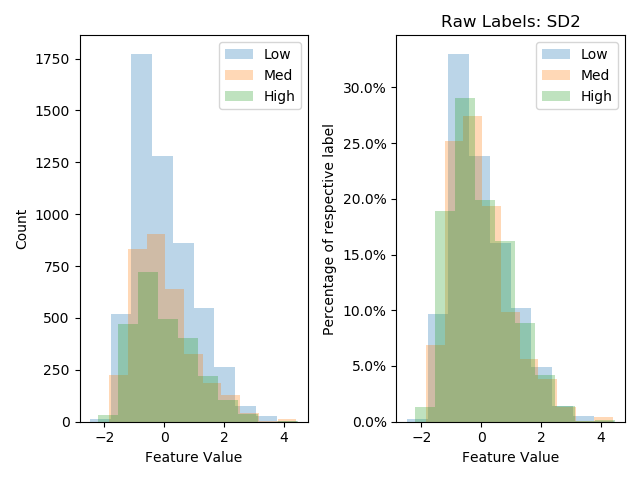 Raw Labels: SD2
Count
1750
1500
1250
1000
750
500
250
0
−2
0
2
4
Feature Value
Low
Med
High
Percentage of respective label
30.0%
25.0%
20.0%
15.0%
10.0%
5.0%
0.0%
−2
0
2
4
Feature Value
Low
Med
High